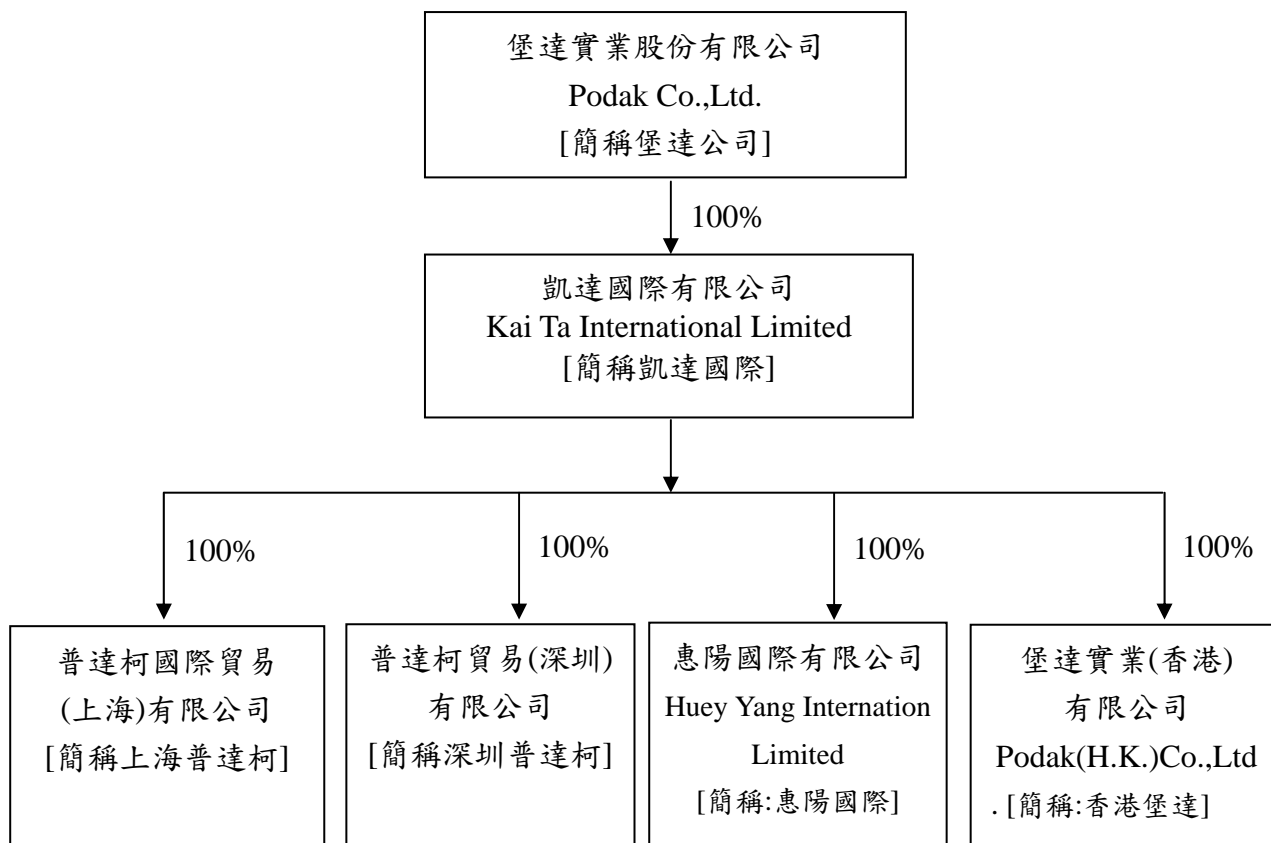 堡達實業股份有限公司
Podak Co.,Ltd.
[簡稱堡達公司]
100%
凱達國際有限公司
Kai Ta International Limited
[簡稱凱達國際]
100%
100%
100%
100%
普達柯國際貿易
(上海)有限公司
[簡稱上海普達柯]
普達柯貿易(深圳)
有限公司
[簡稱深圳普達柯]
惠陽國際有限公司
Huey Yang Internation
Limited
[簡稱:惠陽國際]
堡達實業(香港)
有限公司
Podak(H.K.)Co.,Ltd
. [簡稱:香港堡達]